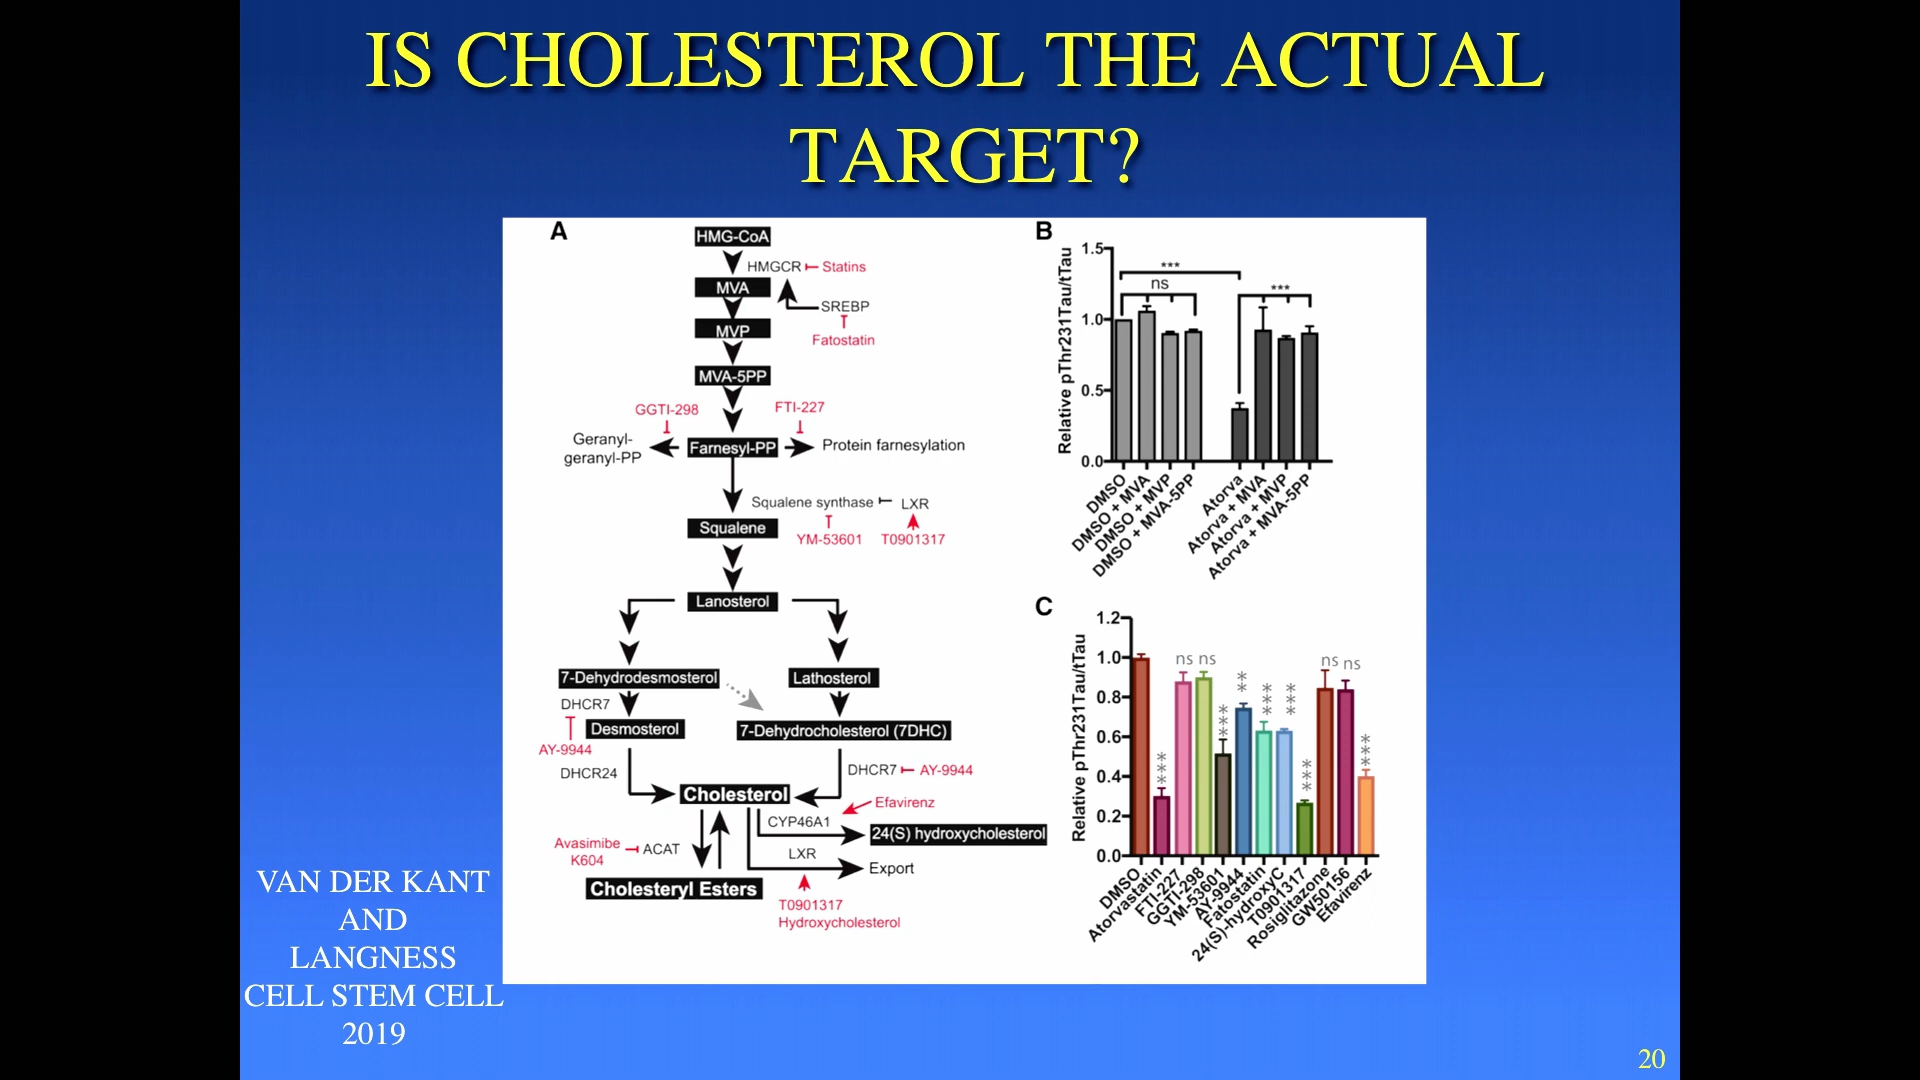 IS CHOLESTEROL THE ACTUAL
TARGET?
A
HMG-CoA
HMGCR
Statins
MVA
SREBP
MVP
Fatostatin
MVA-5PP
GGTI-298
FTI-227
Geranyl-
geranyl-PP
Farnesyl-PP
Protein farnesylation
Squalene synthase
LXR
Squalene
YM-53601
T0901317
Lanosterol
7-Dehydrodesmosterol
Lathosterol
DHCR7
Desmosterol
7-Dehydrocholesterol (7DHC)
AY-9944
DHCR24
DHCR7
AY-9944
Cholesterol
Efavirenz
CYP46A1
24(S) hydroxycholesterol
Avasimibe
K604
ACAT
LXR
Export
Cholesteryl Esters
T0901317
Hydroxycholesterol
B
Relative pThr231Tau/tTau
1.5
1.0
0.5
0.0
***
ns
***
DMSO
DMSO + MVA
DMSO + MVP
DMSO + MVA-5PP
Atorva
Atorva + MVA
Atorva + MVP
Atorva + MVA-5PP
C
Relative pThr231Tau/tTau
1.2
1.0
0.8
0.6
0.4
0.2
0.0
***
ns
ns
***
**
***
***
***
ns
ns
***
DMSO
Atorvastatin
FTI-227
GGTI-298
YM-53601
AY-9944
Fatostatin
24(S)-hydroxyC
T0901317
Rosiglitazone
GW50156
Efavirenz
VAN DER KANT
AND
LANGNESS
CELL STEM CELL
2019
20